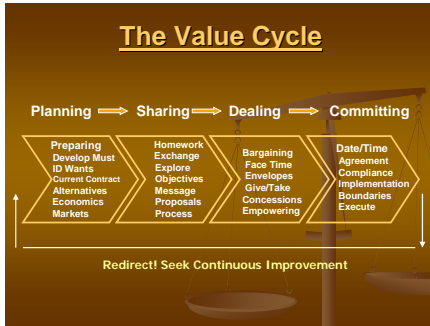 The Value Cycle
Planning Sharing Dealing Committing
Preparing
Develop Must
ID Wants
Current Contract
Alternatives
Economics
Markets
Homework
Exchange
Explore
Objectives
Message
Proposals
Process
Bargaining
Face Time
Envelopes
Give/Take
Concessions
Empowering
Date/Time
Agreement
Compliance
Implementation
Boundaries
Execute
Redirect! Seek Continuous Improvement